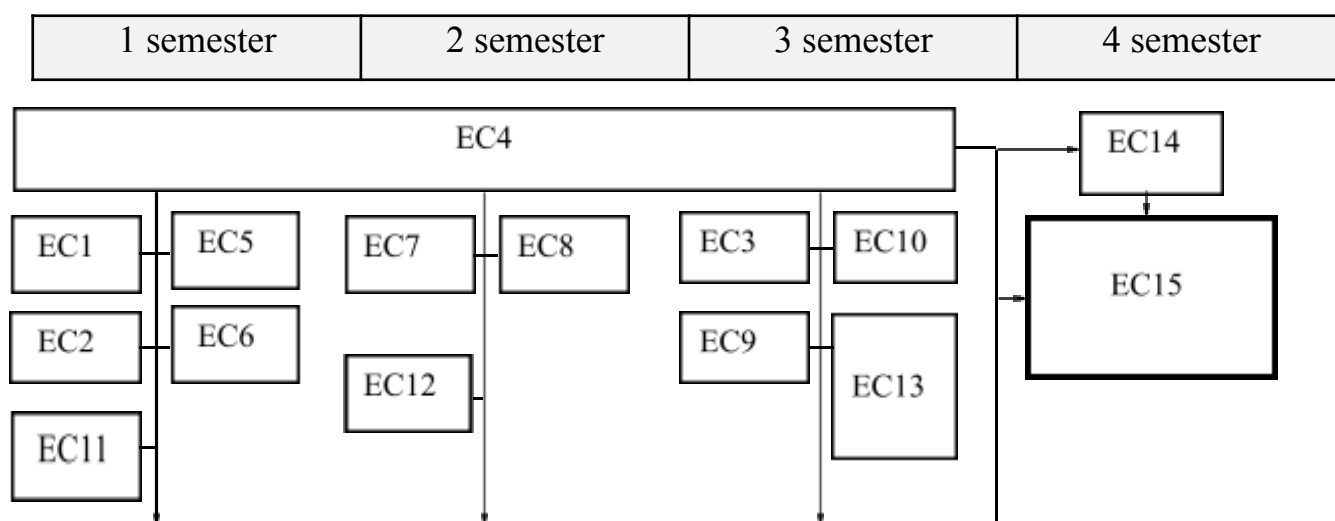 1 semester 2 semester 3 semester 4 semester
EC4
EC14
EC1 EC5 EC7 EC8 EC3 EC10
EC15
EC2 EC6 EC9
EC12 EC13
EC11